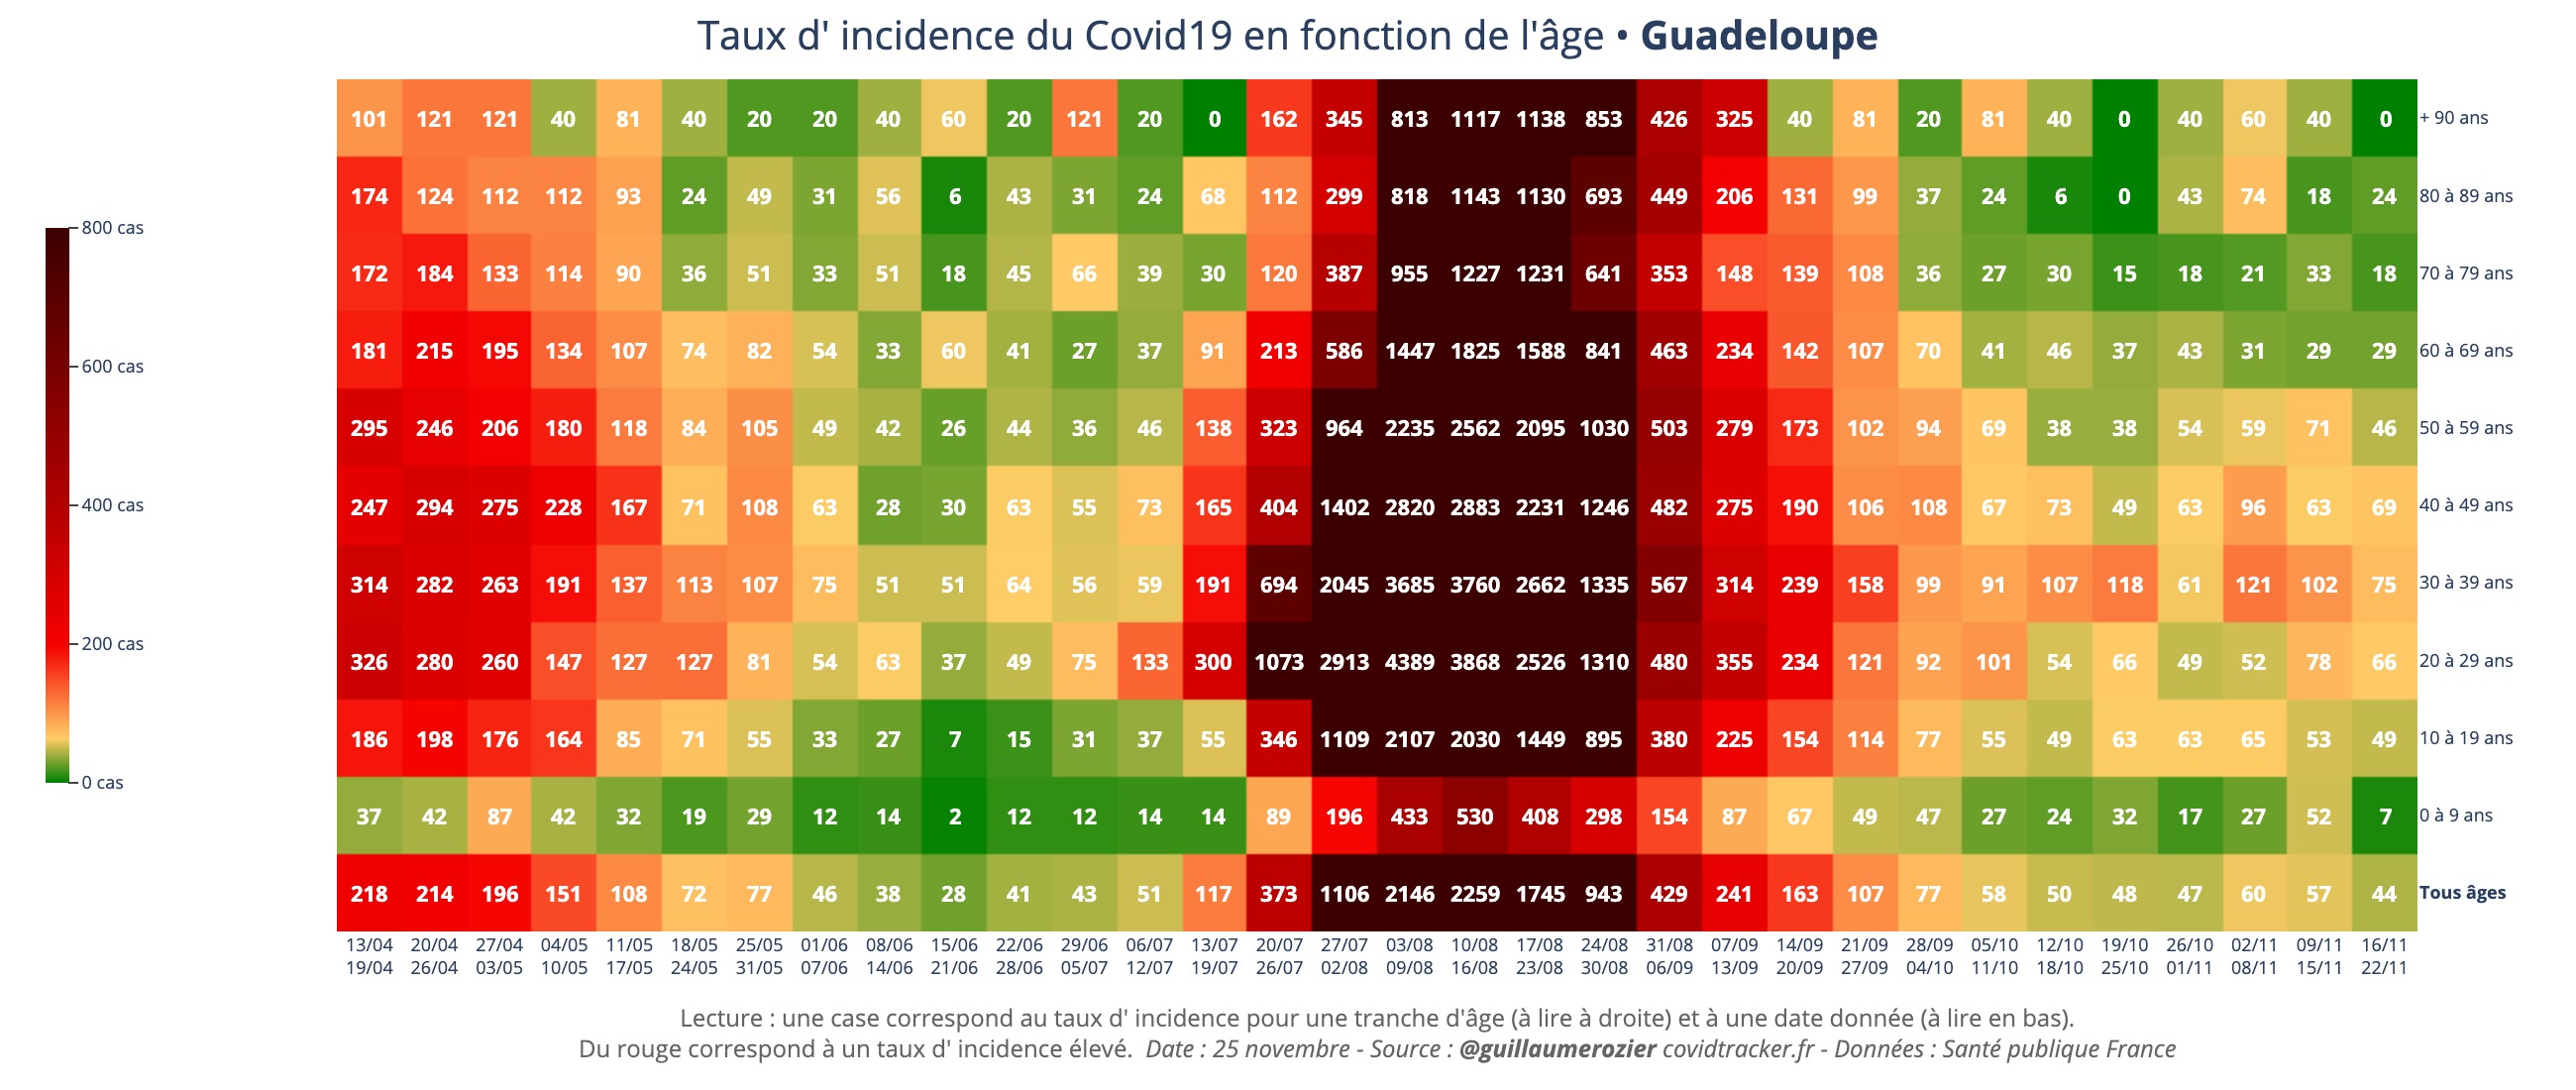 Taux d' incidence du Covid19 en fonction de l'âge • Guadeloupe
800 cas
600 cas
400 cas
200 cas
0 cas
101 121 121 40 81 40 20 20 40 60 20 121 20 0 162 345 813 1117 1138 853 426 325 40 81 20 81 40 0 40 60 40 0 + 90 ans
174 124 112 112 93 24 49 31 56 6 43 31 24 68 112 299 818 1143 1130 693 449 206 131 99 37 24 6 0 43 74 18 24 80 à 89 ans
172 184 133 114 90 36 51 33 51 18 45 66 39 30 120 387 955 1227 1231 641 353 148 139 108 36 27 30 15 18 21 33 18 70 à 79 ans
181 215 195 134 107 74 82 54 33 60 41 27 37 91 213 586 1447 1825 1588 841 463 234 142 107 70 41 46 37 43 31 29 29 60 à 69 ans
295 246 206 180 118 84 105 49 42 26 44 36 46 138 323 964 2235 2562 2095 1030 503 279 173 102 94 69 38 38 54 59 71 46 50 à 59 ans
247 294 275 228 167 71 108 63 28 30 63 55 73 165 404 1402 2820 2883 2231 1246 482 275 190 106 108 67 73 49 63 96 63 69 40 à 49 ans
314 282 263 191 137 113 107 75 51 51 64 56 59 191 694 2045 3685 3760 2662 1335 567 314 239 158 99 91 107 118 61 121 102 75 30 à 39 ans
326 280 260 147 127 127 81 54 63 37 49 75 133 300 1073 2913 4389 3868 2526 1310 480 355 234 121 92 101 54 66 49 52 78 66 20 à 29 ans
186 198 176 164 85 71 55 33 27 7 15 31 37 55 346 1109 2107 2030 1449 895 380 225 154 114 77 55 49 63 63 65 53 49 10 à 19 ans
37 42 87 42 32 19 29 12 14 2 12 12 14 14 89 196 433 530 408 298 154 87 67 49 47 27 24 32 17 27 52 7 0 à 9 ans
218 214 196 151 108 72 77 46 38 28 41 43 51 117 373 1106 2146 2259 1745 943 429 241 163 107 77 58 50 48 47 60 57 44 Tous âges
13/04 20/04 27/04 04/05 11/05 18/05 25/05 01/06 08/06 15/06 22/06 29/06 06/07 13/07 20/07 27/07 03/08 10/08 17/08 24/08 31/08 07/09 14/09 21/09 28/09 05/10 12/10 19/10 26/10 02/11 09/11 16/11
19/04 26/04 03/05 10/05 17/05 24/05 31/05 07/06 14/06 21/06 28/06 05/07 12/07 19/07 26/07 02/08 09/08 16/08 23/08 30/08 06/09 13/09 20/09 27/09 04/10 11/10 18/10 25/10 01/11 08/11 15/11 22/11
Lecture : une case correspond au taux d' incidence pour une tranche d'âge (à lire à droite) et à une date donnée (à lire en bas).
Du rouge correspond à un taux d' incidence élevé. Date : 25 novembre - Source : @guillaumerozier covidtracker.fr - Données : Santé publique France